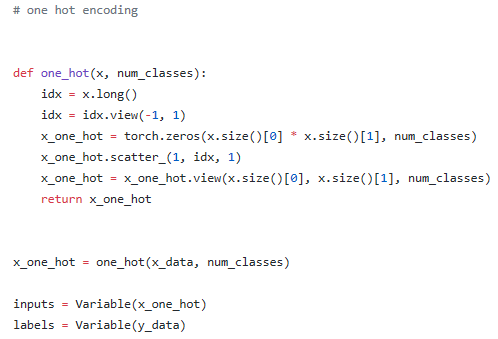 # one hot encoding
def one_hot(x, num_classes):
    idx = x.long()
    idx = idx.view(-1, 1)
    x_one_hot = torch.zeros(x.size()[0] * x.size()[1], num_classes)
    x_one_hot.scatter_(1, idx, 1)
    x_one_hot = x_one_hot.view(x.size()[0], x.size()[1], num_classes)
    return x_one_hot
x_one_hot = one_hot(x_data, num_classes)
inputs = Variable(x_one_hot)
labels = Variable(y_data)